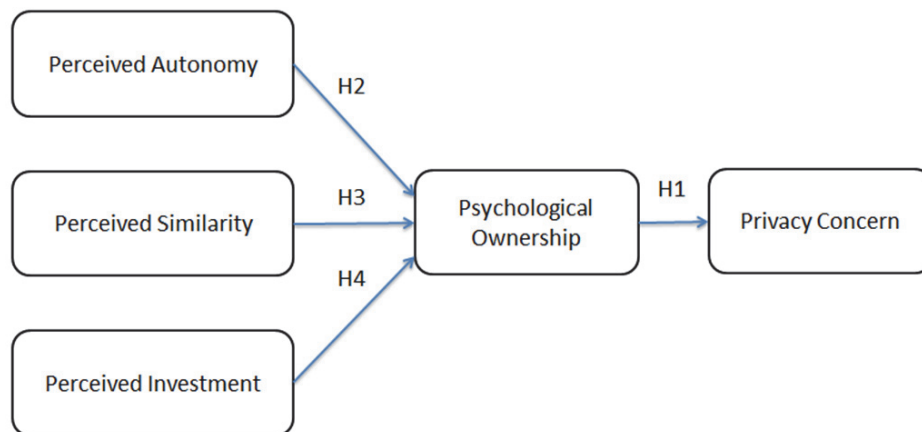 Perceived Autonomy
H2
Perceived Similarity
H3
Psychological
Ownership
H1
Privacy Concern
H4
Perceived Investment